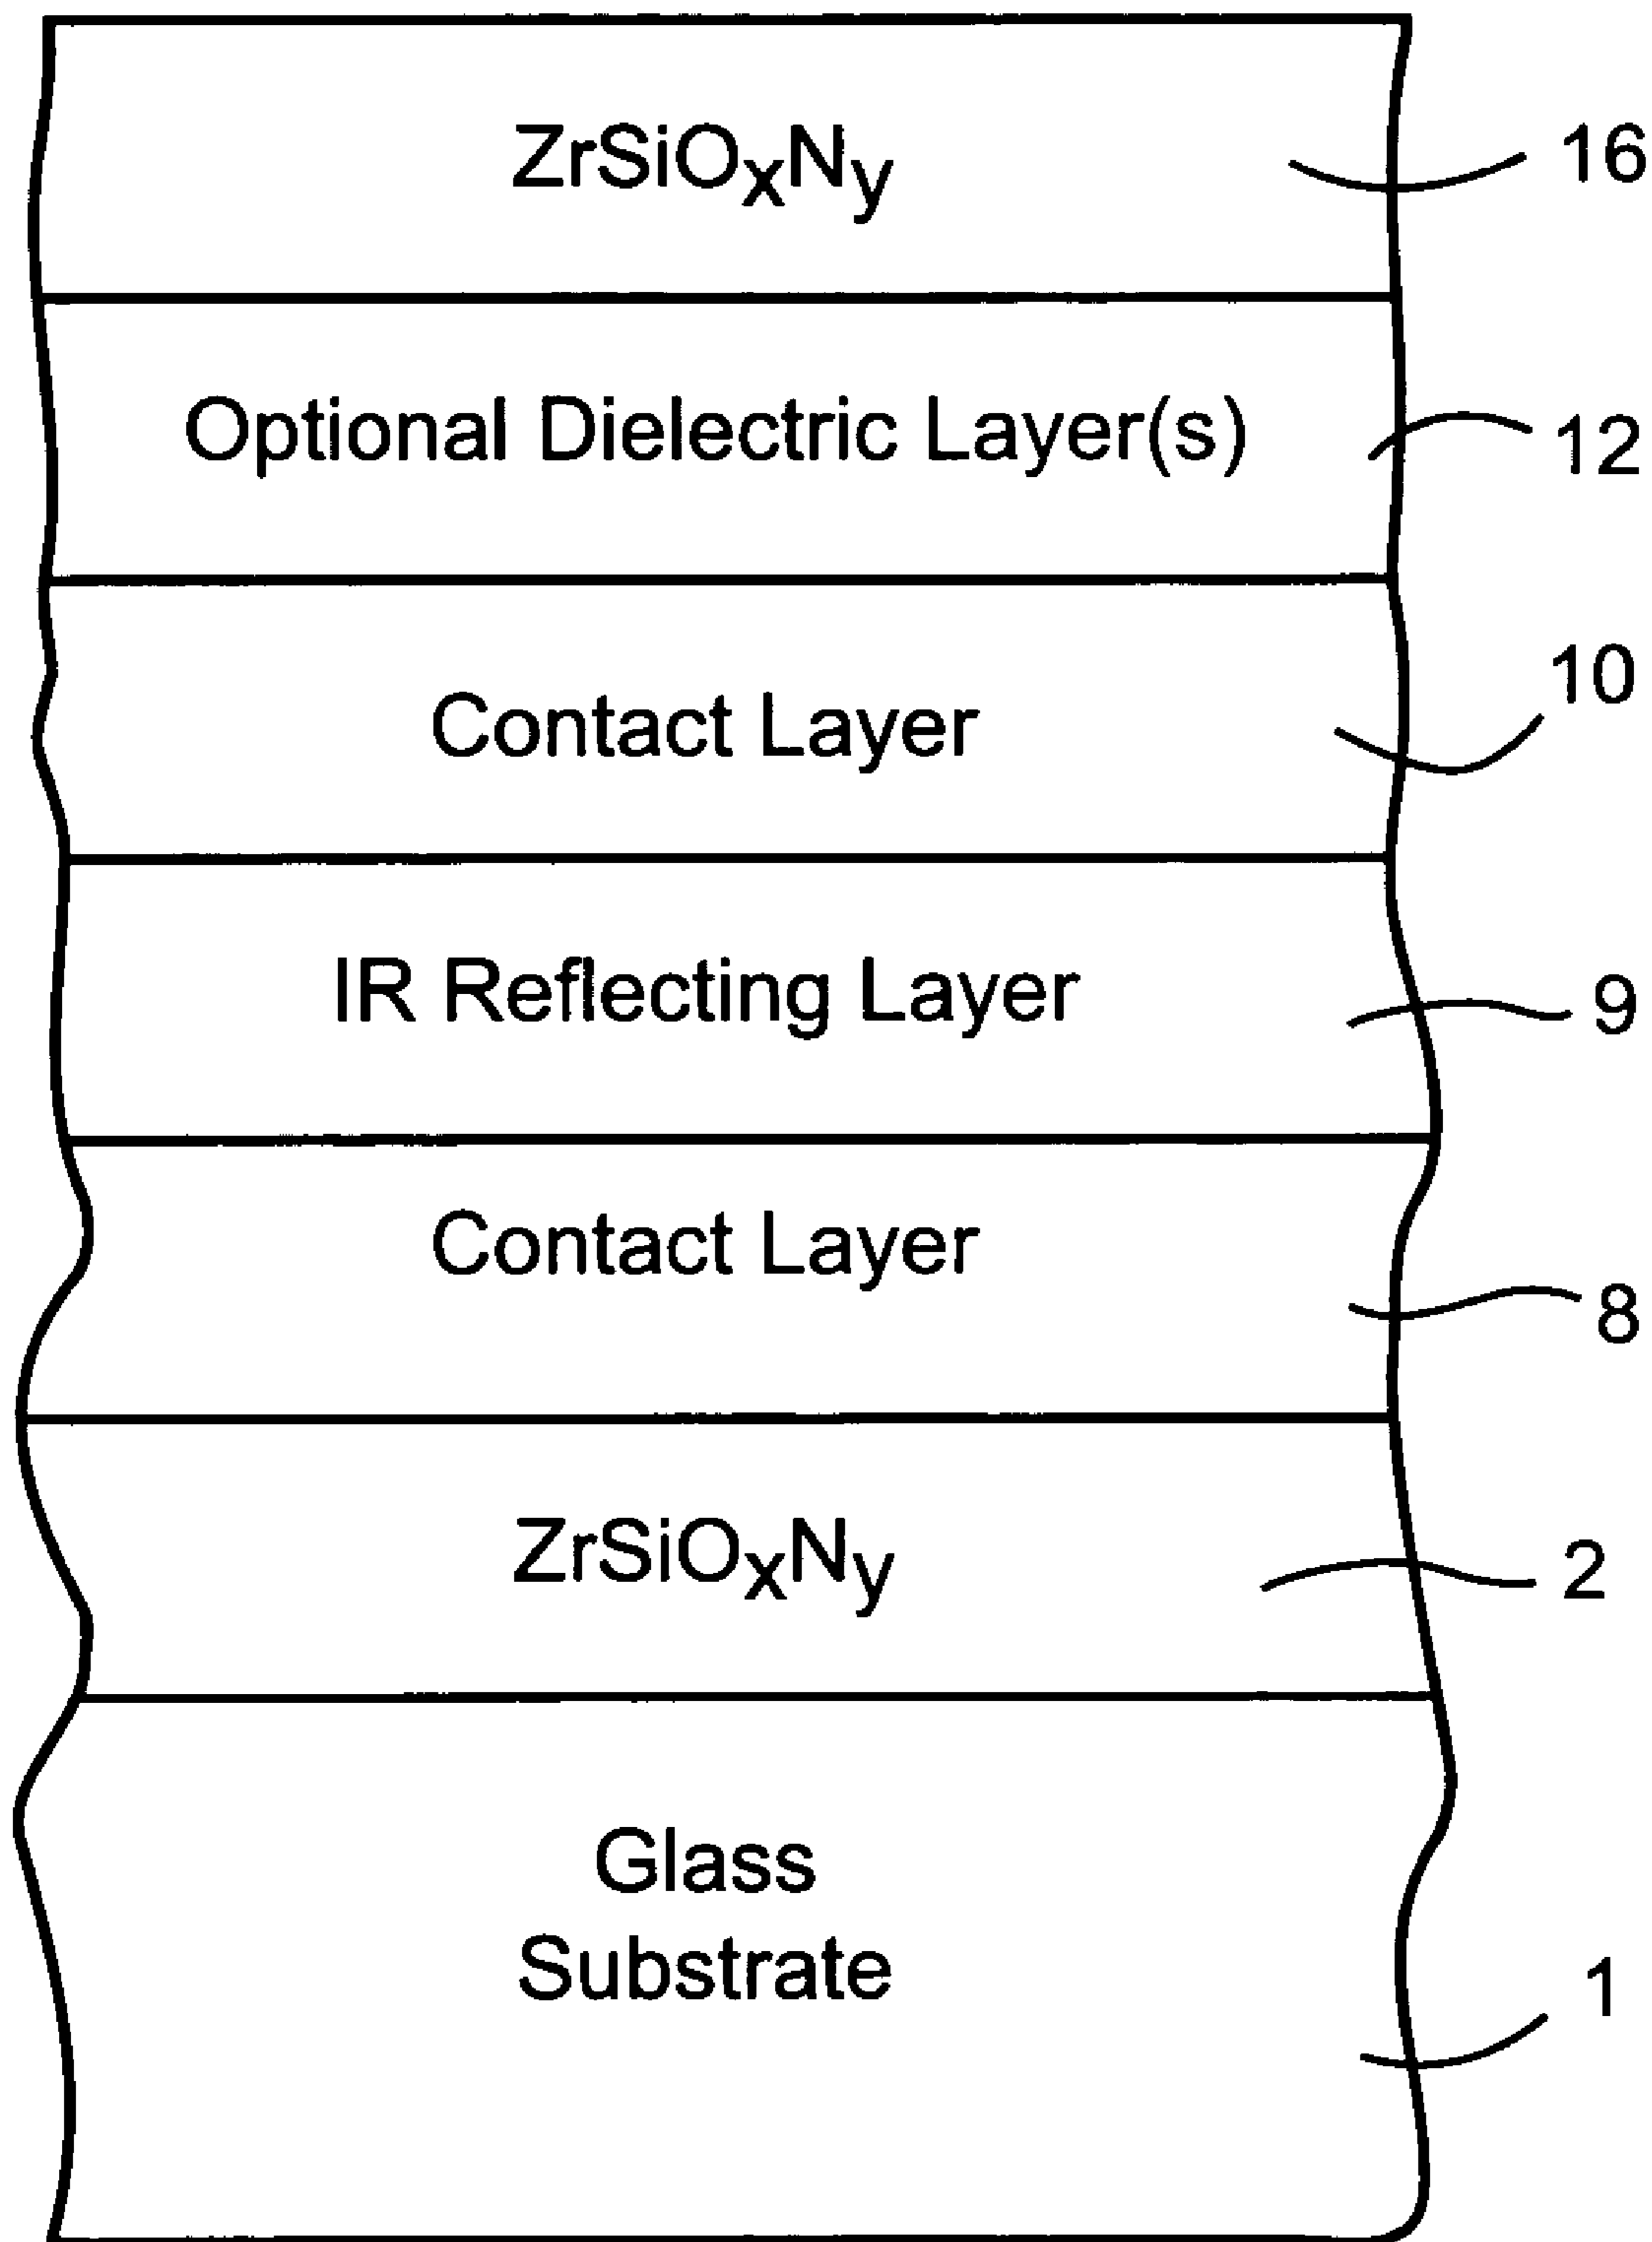 ZrSiOxNy
16
Optional Dielectric Layer(s)
12
10
Contact Layer
IR Reflecting Layer
9
Contact Layer
8
ZrSiOxNy
2
Glass
Substrate
1